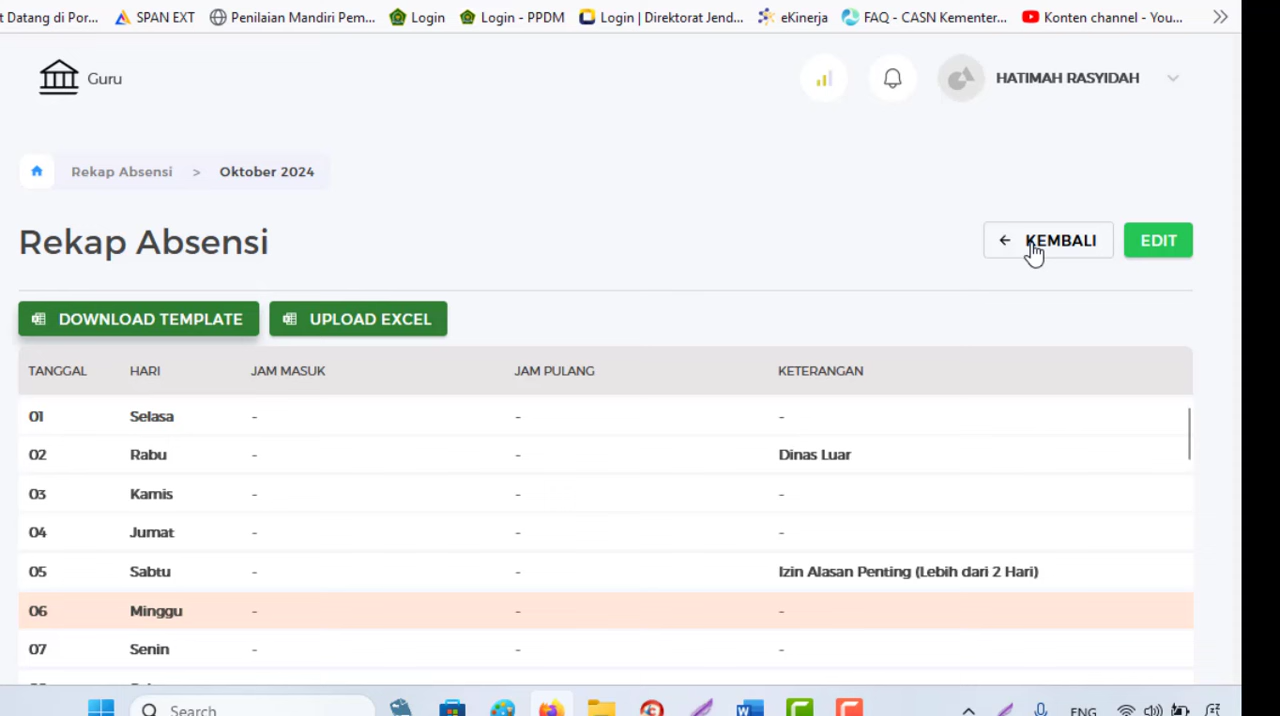 t Datang di Por... SPAN EXT Penilaian Mandiri Pem... Login Login - PPDM Login | Direktorat Jend... eKinerja FAQ - CASN Kementer... Konten channel - You...
Guru HATIMAH RASYIDAH
Rekap Absensi > Oktober 2024
Rekap Absensi ← KEMBALI EDIT
DOWNLOAD TEMPLATE UPLOAD EXCEL
TANGGAL HARI JAM MASUK JAM PULANG KETERANGAN
01 Selasa - - -
02 Rabu - - Dinas Luar
03 Kamis - - -
04 Jumat - - -
05 Sabtu - - Izin Alasan Penting (Lebih dari 2 Hari)
06 Minggu - - -
07 Senin - - -
Search ENG